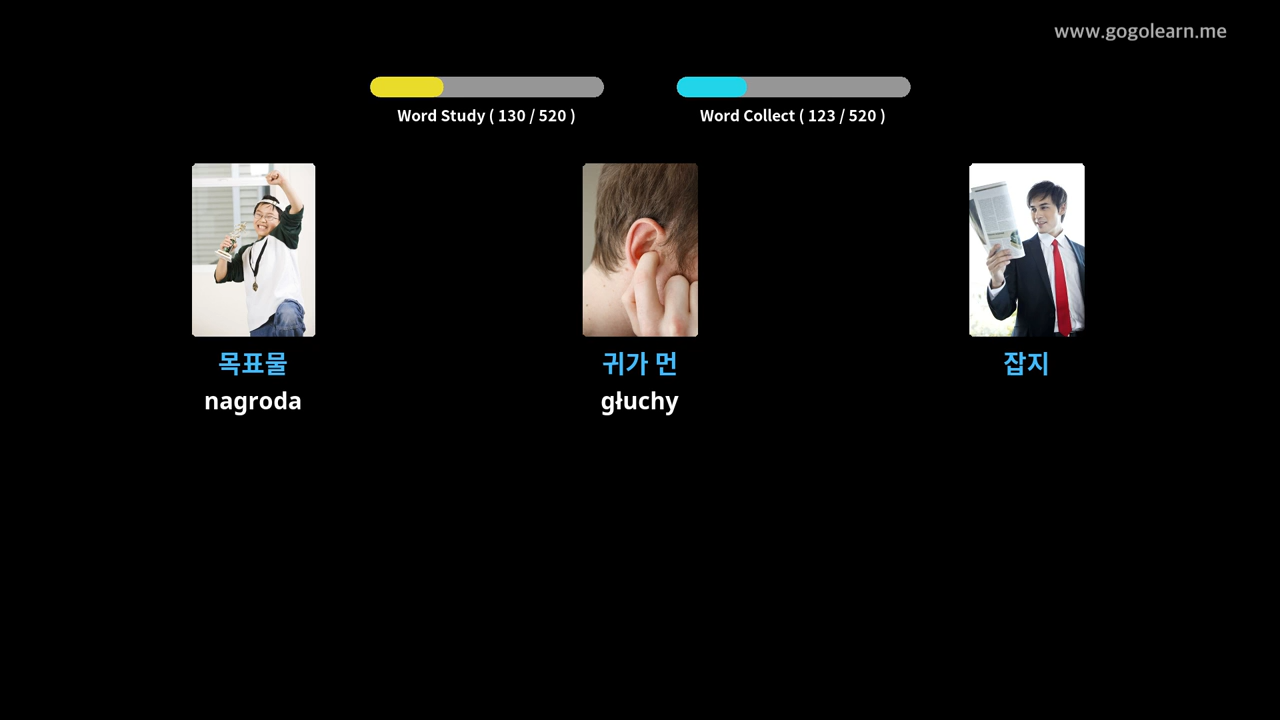 www.gogolearn.me
Word Study ( 130 / 520 )
Word Collect ( 123 / 520 )
목표물
귀가 먼
잡지
nagroda
głuchy